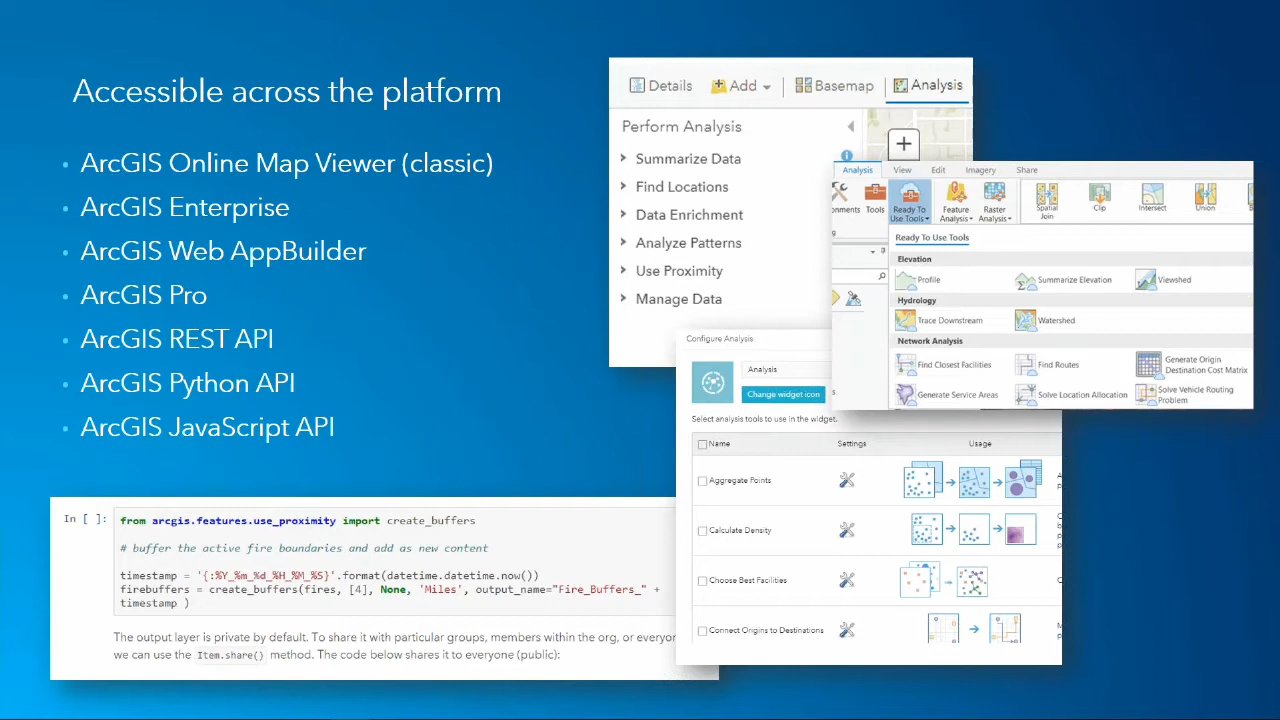 Accessible across the platform
• ArcGIS Online Map Viewer (classic)
• ArcGIS Enterprise
• ArcGIS Web AppBuilder
• ArcGIS Pro
• ArcGIS REST API
• ArcGIS Python API
• ArcGIS JavaScript API
Details Add Basemap Analysis
Perform Analysis
Summarize Data
Find Locations
Data Enrichment
Analyze Patterns
Use Proximity
Manage Data
Analysis View Edit Imagery Share
Tools Ready To Use Tools Feature Analysis Raster Analysis Spatial Join Clip Intersect Union
Ready To Use Tools
Elevation
Profile Summarize Elevation Viewshed
Hydrology
Trace Downstream Watershed
Network Analysis
Find Closest Facilities Find Routes Generate Origin Destination Cost Matrix
Generate Service Areas Solve Location Allocation Solve Vehicle Routing Problem
Configure Analysis
Analysis
Change widget icon
Select analysis tools to use in the widget.
Name Settings Usage
Aggregate Points
Calculate Density
Choose Best Facilities
Connect Origins to Destinations
In [ ]:
from arcgis.features.use_proximity import create_buffers
# buffer the active fire boundaries and add as new content
timestamp = '{:%Y_%m_%d_%H_%M_%S}'.format(datetime.datetime.now())
firebuffers = create_buffers(fires, [4], None, 'Miles', output_name="Fire_Buffers_" +
timestamp )
The output layer is private by default. To share it with particular groups, members within the org, or
we can use the Item.share() method. The code below shares it to everyone (public):